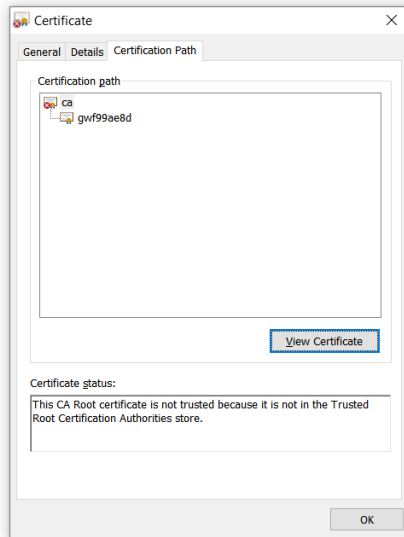 Certificate
General
Details
Certification Path
Certification path
ca
gwf99ae8d
View Certificate
Certificate status:
This CA Root certificate is not trusted because it is not in the Trusted
Root Certification Authorities store.
OK